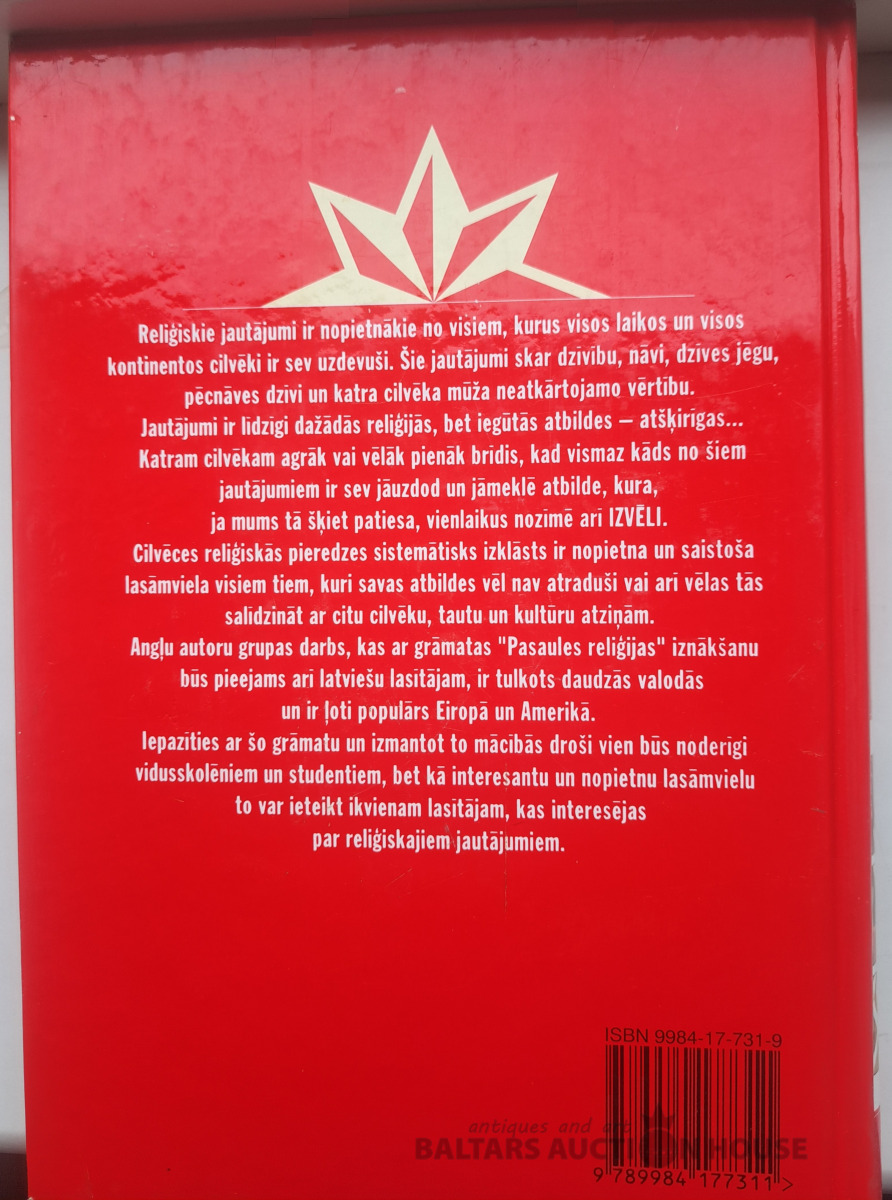 Reliģiskie jautājumi ir nopietnākie no visiem, kurus visos laikos un visos
kontinentos cilvēki ir sev uzdevuši. Šie jautājumi skar dzīvību, nāvi, dzīves jēgu,
pēcnāves dzīvi un katra cilvēka mūža neatkārtojamo vērtību.
Jautājumi ir līdzīgi dažādās reliģijās, bet iegūtās atbildes – atšķirīgas...
Katram cilvēkam agrāk vai vēlāk pienāk brīdis, kad vismaz kāds no šiem
jautājumiem ir sev jāuzdod un jāmeklē atbilde, kura,
ja mums tā šķiet patiesa, vienlaikus nozīmē arī IZVĒLI.
Cilvēces reliģiskās pieredzes sistemātisks izklāsts ir nopietna un saistoša
lasāmviela visiem tiem, kuri savas atbildes vēl nav atraduši vai arī vēlas tās
salīdzināt ar citu cilvēku, tautu un kultūru atziņām.
Angļu autoru grupas darbs, kas ar grāmatas "Pasaules reliģijas" iznākšanu
būs pieejams arī latviešu lasītājam, ir tulkots daudzās valodās
un ir ļoti populārs Eiropā un Amerikā.
Iepazīties ar šo grāmatu un izmantot to mācībās droši vien būs noderīgi
vidusskolēniem un studentiem, bet kā interesantu un nopietnu lasāmvielu
to var ieteikt ikvienam lasītājam, kas interesējas
par reliģiskajiem jautājumiem.
ISBN 9984-17-731-9
antiques and art
BALTARS AUCTION HOUSE
9 789984 177311 >